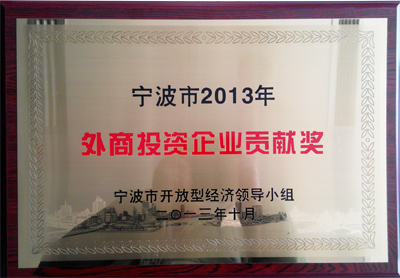 宁波市2013年
外商投资企业贡献奖
宁波市开放型经济领导小组
二〇一三年十月